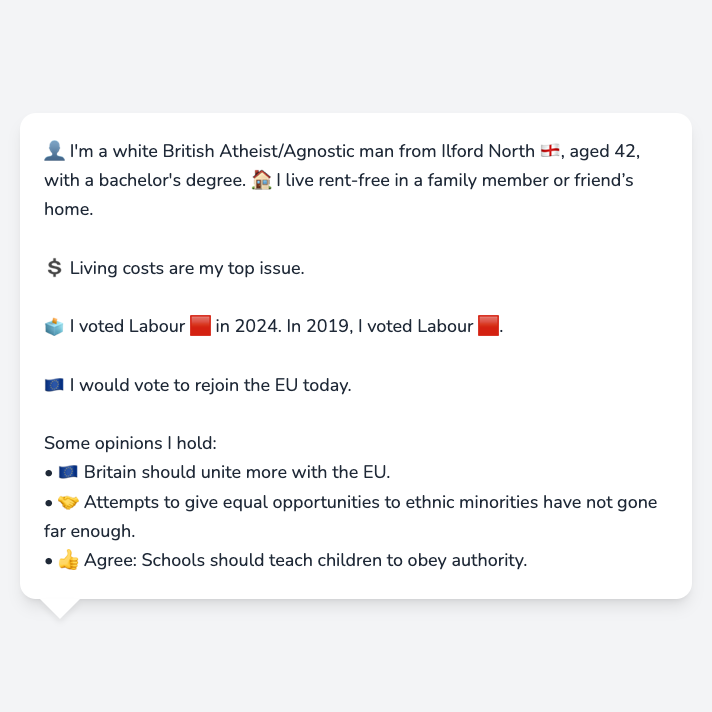 👤 I'm a white British Atheist/Agnostic man from Ilford North 🏴󠁧󠁢󠁥󠁮󠁧󠁿, aged 42,
with a bachelor's degree. 🏠 I live rent-free in a family member or friend’s
home.
💲 Living costs are my top issue.
🗳️ I voted Labour 🟥 in 2024. In 2019, I voted Labour 🟥.
🇪🇺 I would vote to rejoin the EU today.
Some opinions I hold:
• 🇪🇺 Britain should unite more with the EU.
• 🤝 Attempts to give equal opportunities to ethnic minorities have not gone
far enough.
• 👍 Agree: Schools should teach children to obey authority.